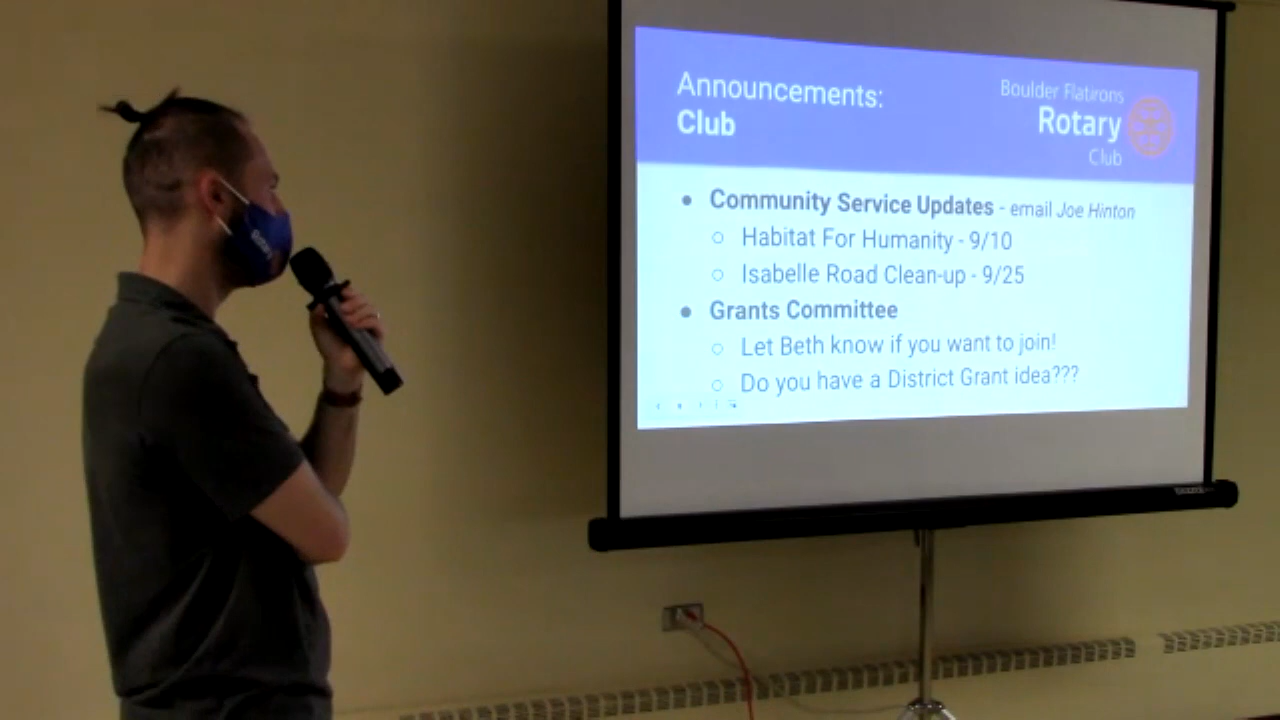 Announcements:
Club
Boulder Flatirons
Rotary
Club
● Community Service Updates - email Joe Hinton
○ Habitat For Humanity - 9/10
○ Isabelle Road Clean-up - 9/25
● Grants Committee
○ Let Beth know if you want to join!
○ Do you have a District Grant idea???